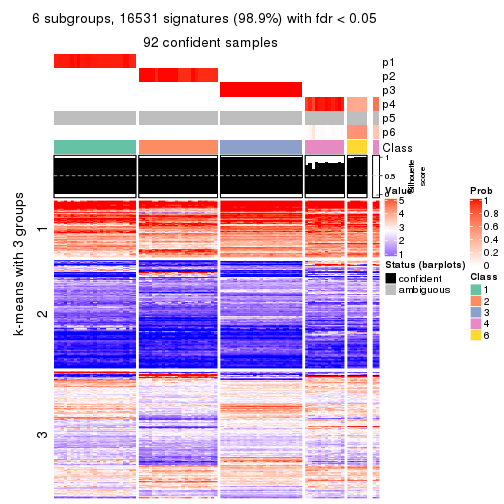 6 subgroups, 16531 signatures (98.9%) with fdr < 0.05
92 confident samples
p1
p2
p3
p4
p5
p6
Class
1
0.5
0
Silhouette
score
k-means with 3 groups
1
2
3
Value
5
4
3
2
1
Status (barplots)
confident
ambiguous
Prob
1
0.8
0.6
0.4
0.2
0
Class
1
2
3
4
6